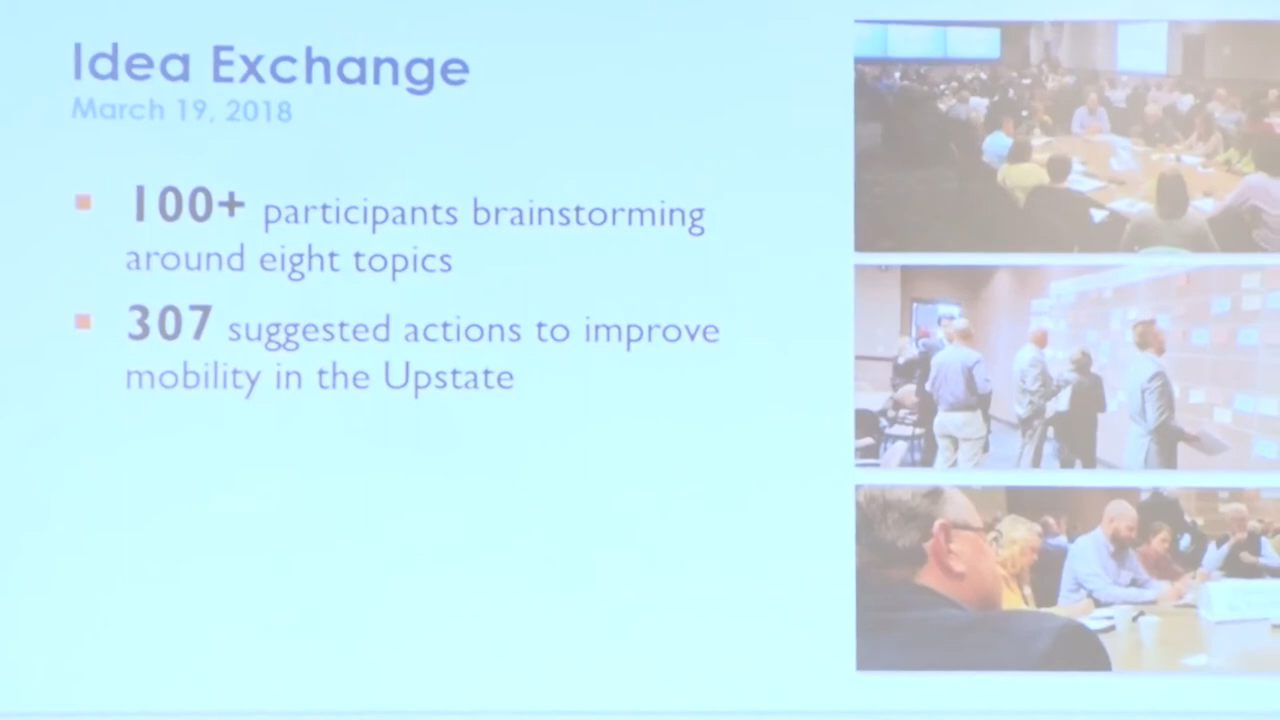 Idea Exchange
March 19, 2018
100+ participants brainstorming
around eight topics
307 suggested actions to improve
mobility in the Upstate